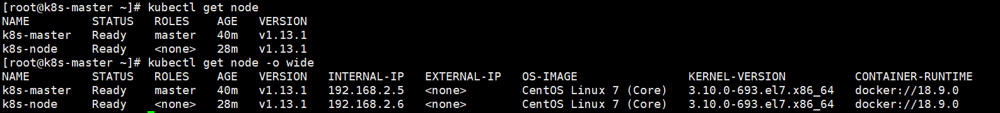 [root@k8s-master ~]# kubectl get node
NAME         STATUS   ROLES    AGE   VERSION
k8s-master   Ready    master   40m   v1.13.1
k8s-node     Ready    <none>   28m   v1.13.1
[root@k8s-master ~]# kubectl get node -o wide
NAME         STATUS   ROLES    AGE   VERSION   INTERNAL-IP   EXTERNAL-IP   OS-IMAGE                KERNEL-VERSION          CONTAINER-RUNTIME
k8s-master   Ready    master   40m   v1.13.1   192.168.2.5   <none>        CentOS Linux 7 (Core)   3.10.0-693.el7.x86_64   docker://18.9.0
k8s-node     Ready    <none>   28m   v1.13.1   192.168.2.6   <none>        CentOS Linux 7 (Core)   3.10.0-693.el7.x86_64   docker://18.9.0